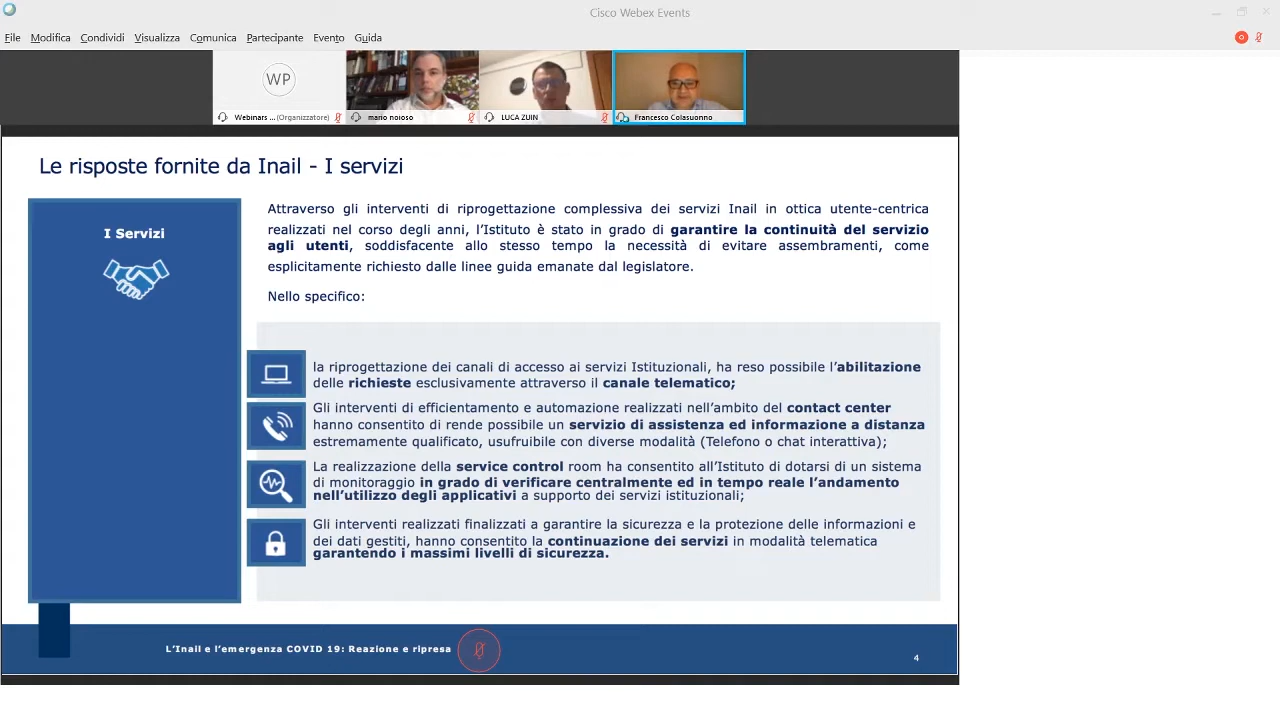 Cisco Webex Events
File Modifica Condividi Visualizza Comunica Partecipante Evento Guida
WP
Webinars ... (Organizzatore) mario noioso LUCA ZUIN Francesco Colasuonno
Le risposte fornite da Inail - I servizi
I Servizi
Attraverso gli interventi di riprogettazione complessiva dei servizi Inail in ottica utente-centrica
realizzati nel corso degli anni, l’Istituto è stato in grado di garantire la continuità del servizio
agli utenti, soddisfacente allo stesso tempo la necessità di evitare assembramenti, come
esplicitamente richiesto dalle linee guida emanate dal legislatore.
Nello specifico:
la riprogettazione dei canali di accesso ai servizi Istituzionali, ha reso possibile l’abilitazione
delle richieste esclusivamente attraverso il canale telematico;
Gli interventi di efficientamento e automazione realizzati nell’ambito del contact center
hanno consentito di rende possibile un servizio di assistenza ed informazione a distanza
estremamente qualificato, usufruibile con diverse modalità (Telefono o chat interattiva);
La realizzazione della service control room ha consentito all’Istituto di dotarsi di un sistema
di monitoraggio in grado di verificare centralmente ed in tempo reale l’andamento
nell’utilizzo degli applicativi a supporto dei servizi istituzionali;
Gli interventi realizzati finalizzati a garantire la sicurezza e la protezione delle informazioni e
dei dati gestiti, hanno consentito la continuazione dei servizi in modalità telematica
garantendo i massimi livelli di sicurezza.
L’Inail e l’emergenza COVID 19: Reazione e ripresa
4